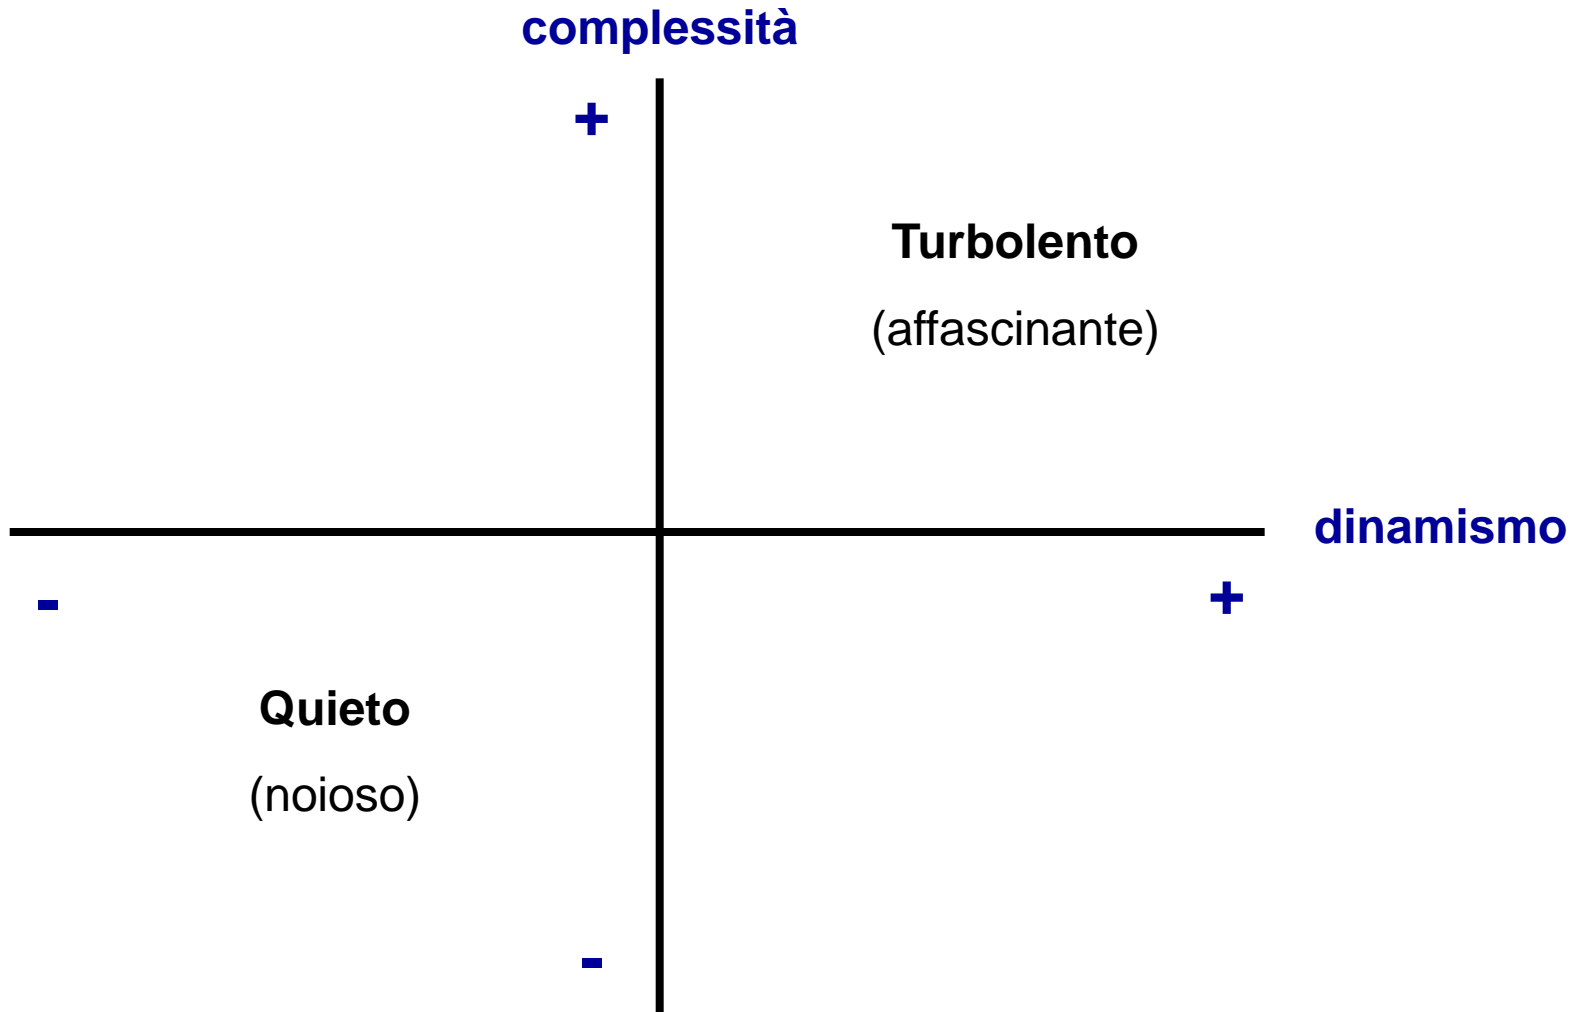 complessità
+
Turbolento
(affascinante)
dinamismo
-
+
Quieto
(noioso)
-